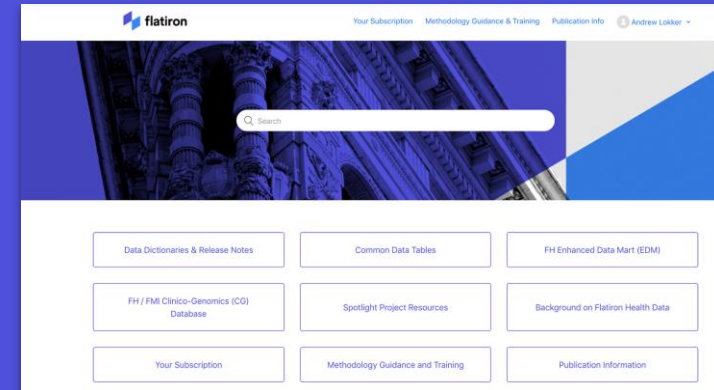 flatiron
Your Subscription Methodology Guidance & Training Publication Info Andrew Lokker
Search
Data Dictionaries & Release Notes
Common Data Tables
FH Enhanced Data Mart (EDM)
FH / FMI Clinico-Genomics (CG)
Database
Spotlight Project Resources
Background on Flatiron Health Data
Your Subscription
Methodology Guidance and Training
Publication Information